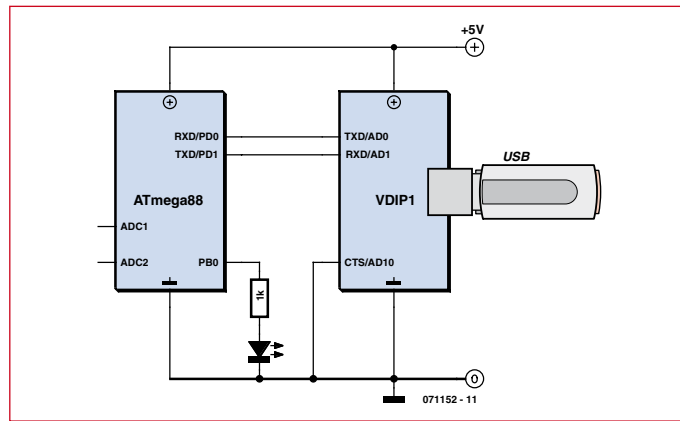 +5V
RXD/PD0
TXD/AD0
TXD/PD1
RXD/AD1
USB
ATmega88
VDIP1
ADC1
ADC2
PB0
CTS/AD10
1k
0
071152 - 11